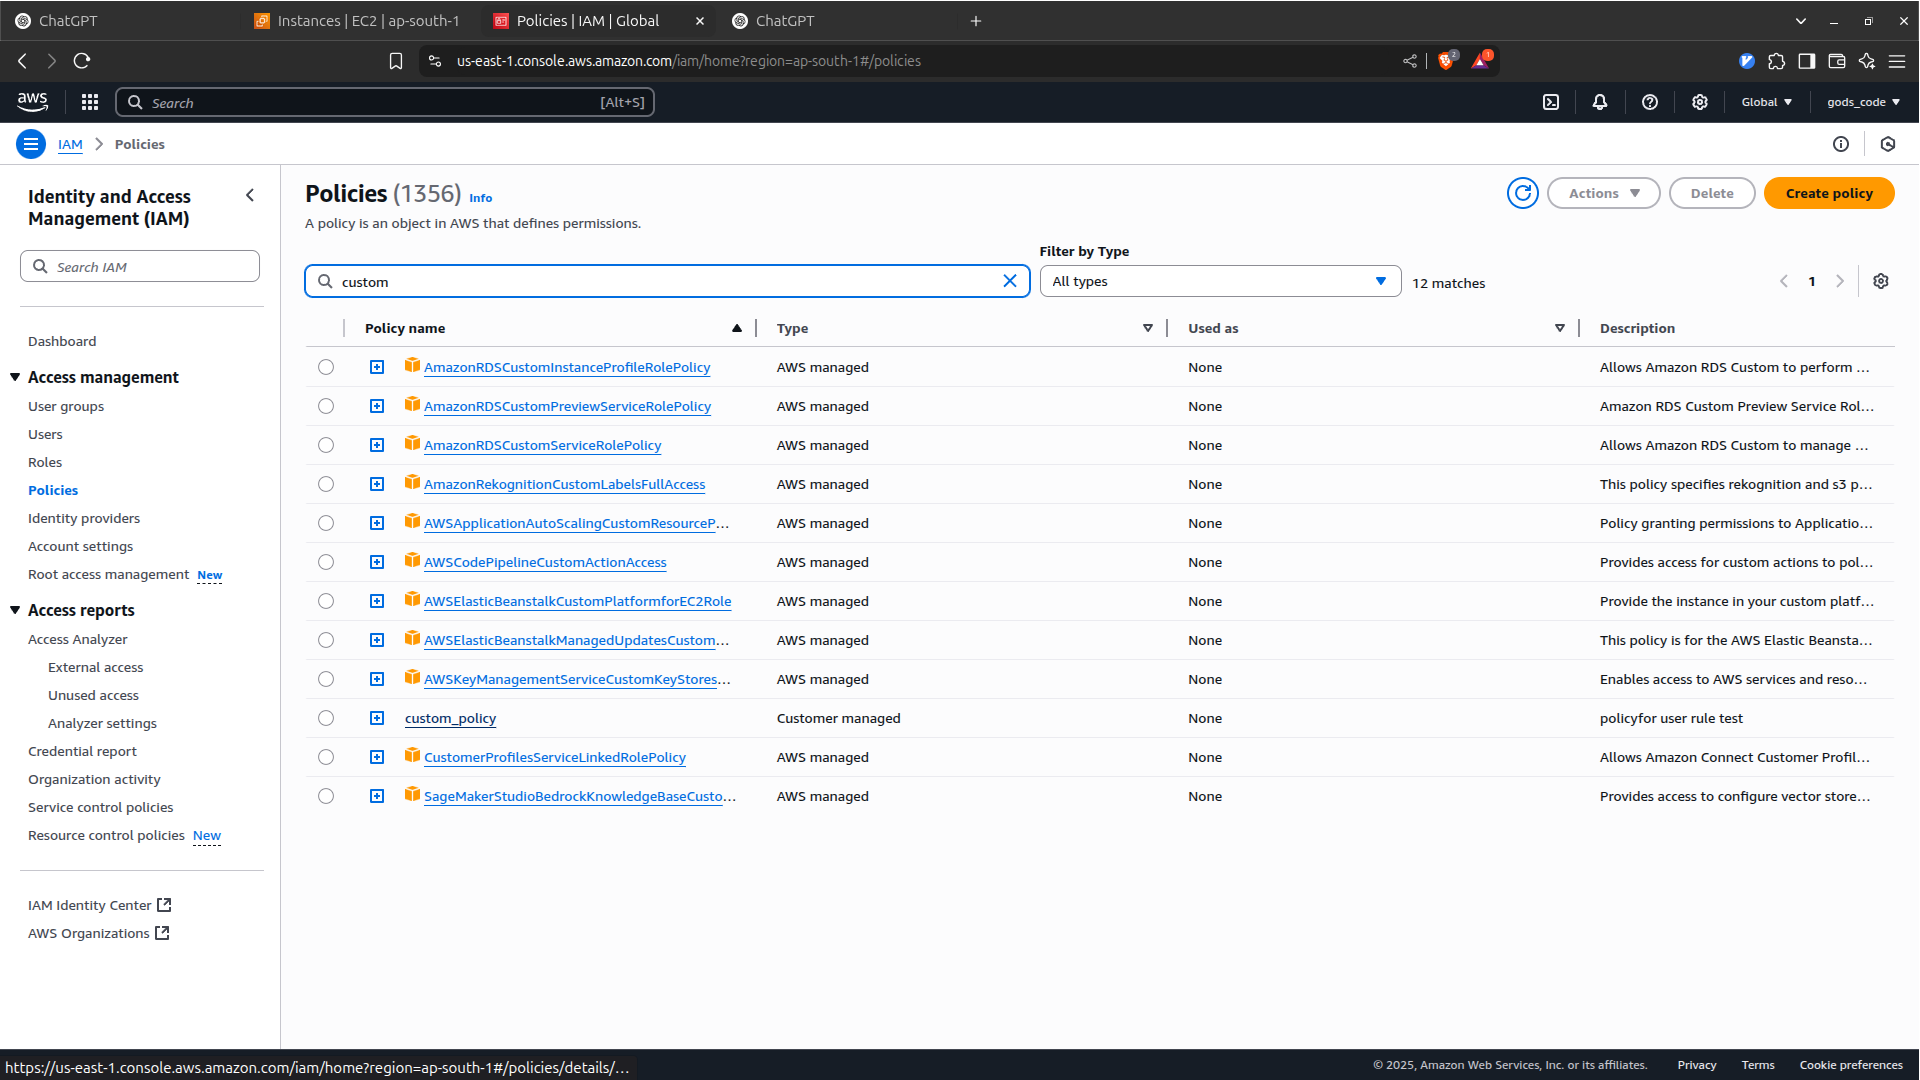 ChatGPT
Instances | EC2 | ap-south-1
Policies | IAM | Global
ChatGPT
us-east-1.console.aws.amazon.com/iam/home?region=ap-south-1#/policies
2
1
aws
Search
[Alt+S]
Global
gods_code
IAM
Policies
Identity and Access
Management (IAM)
Search IAM
Dashboard
Access management
User groups
Users
Roles
Policies
Identity providers
Account settings
Root access management New
Access reports
Access Analyzer
External access
Unused access
Analyzer settings
Credential report
Organization activity
Service control policies
Resource control policies New
IAM Identity Center
AWS Organizations
Policies (1356) Info
A policy is an object in AWS that defines permissions.
Actions
Delete
Create policy
Filter by Type
custom
All types
12 matches
1
Policy name Type Used as Description
AmazonRDSCustomInstanceProfileRolePolicy AWS managed None Allows Amazon RDS Custom to perform ...
AmazonRDSCustomPreviewServiceRolePolicy AWS managed None Amazon RDS Custom Preview Service Rol...
AmazonRDSCustomServiceRolePolicy AWS managed None Allows Amazon RDS Custom to manage ...
AmazonRekognitionCustomLabelsFullAccess AWS managed None This policy specifies rekognition and s3 p...
AWSApplicationAutoScalingCustomResourceP... AWS managed None Policy granting permissions to Applicatio...
AWSCodePipelineCustomActionAccess AWS managed None Provides access for custom actions to pol...
AWSElasticBeanstalkCustomPlatformforEC2Role AWS managed None Provide the instance in your custom platf...
AWSElasticBeanstalkManagedUpdatesCustom... AWS managed None This policy is for the AWS Elastic Beansta...
AWSKeyManagementServiceCustomKeyStores... AWS managed None Enables access to AWS services and reso...
custom_policy Customer managed None policyfor user rule test
CustomerProfilesServiceLinkedRolePolicy AWS managed None Allows Amazon Connect Customer Profil...
SageMakerStudioBedrockKnowledgeBaseCusto... AWS managed None Provides access to configure vector store...
https://us-east-1.console.aws.amazon.com/iam/home?region=ap-south-1#/policies/details/...
© 2025, Amazon Web Services, Inc. or its affiliates.
Privacy
Terms
Cookie preferences